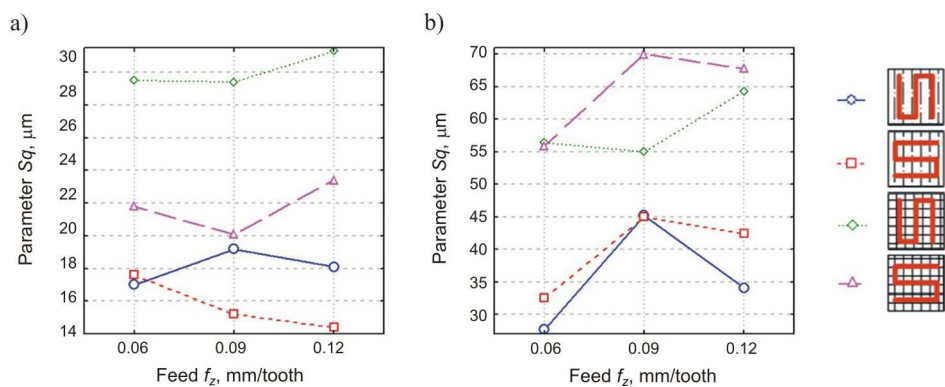 a)
Parameter Sq, μm
30
28
26
24
22
20
18
16
14
0.06 0.09 0.12
Feed fz, mm/tooth
b)
Parameter Sq, μm
70
65
60
55
50
45
40
35
30
0.06 0.09 0.12
Feed fz, mm/tooth